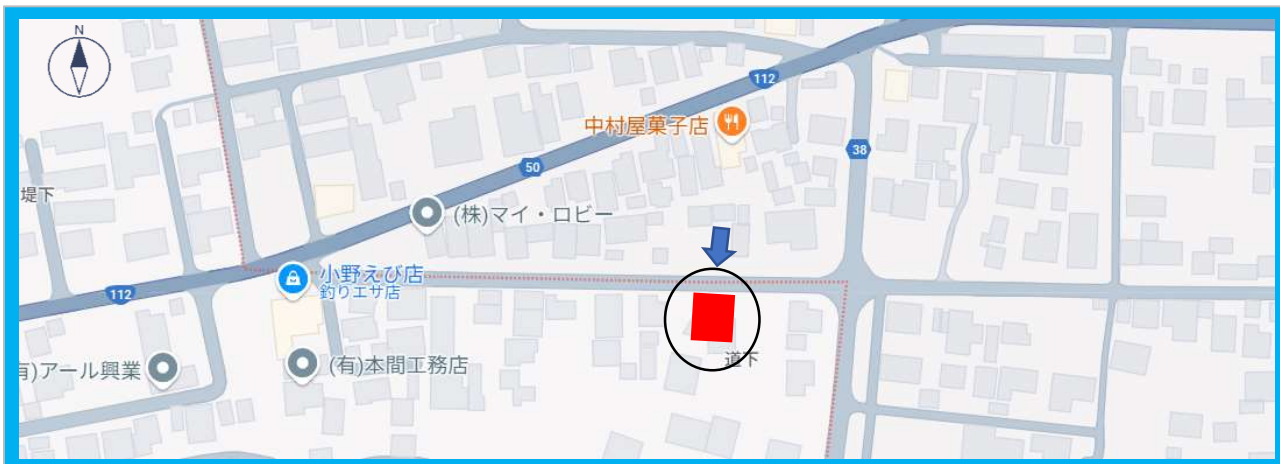 N
112
中村屋菓子店
38
50
堤下
(株)マイ・ロビー
小野えび店
釣りエサ店
112
有)アール興業
(有)本間工務店
道下